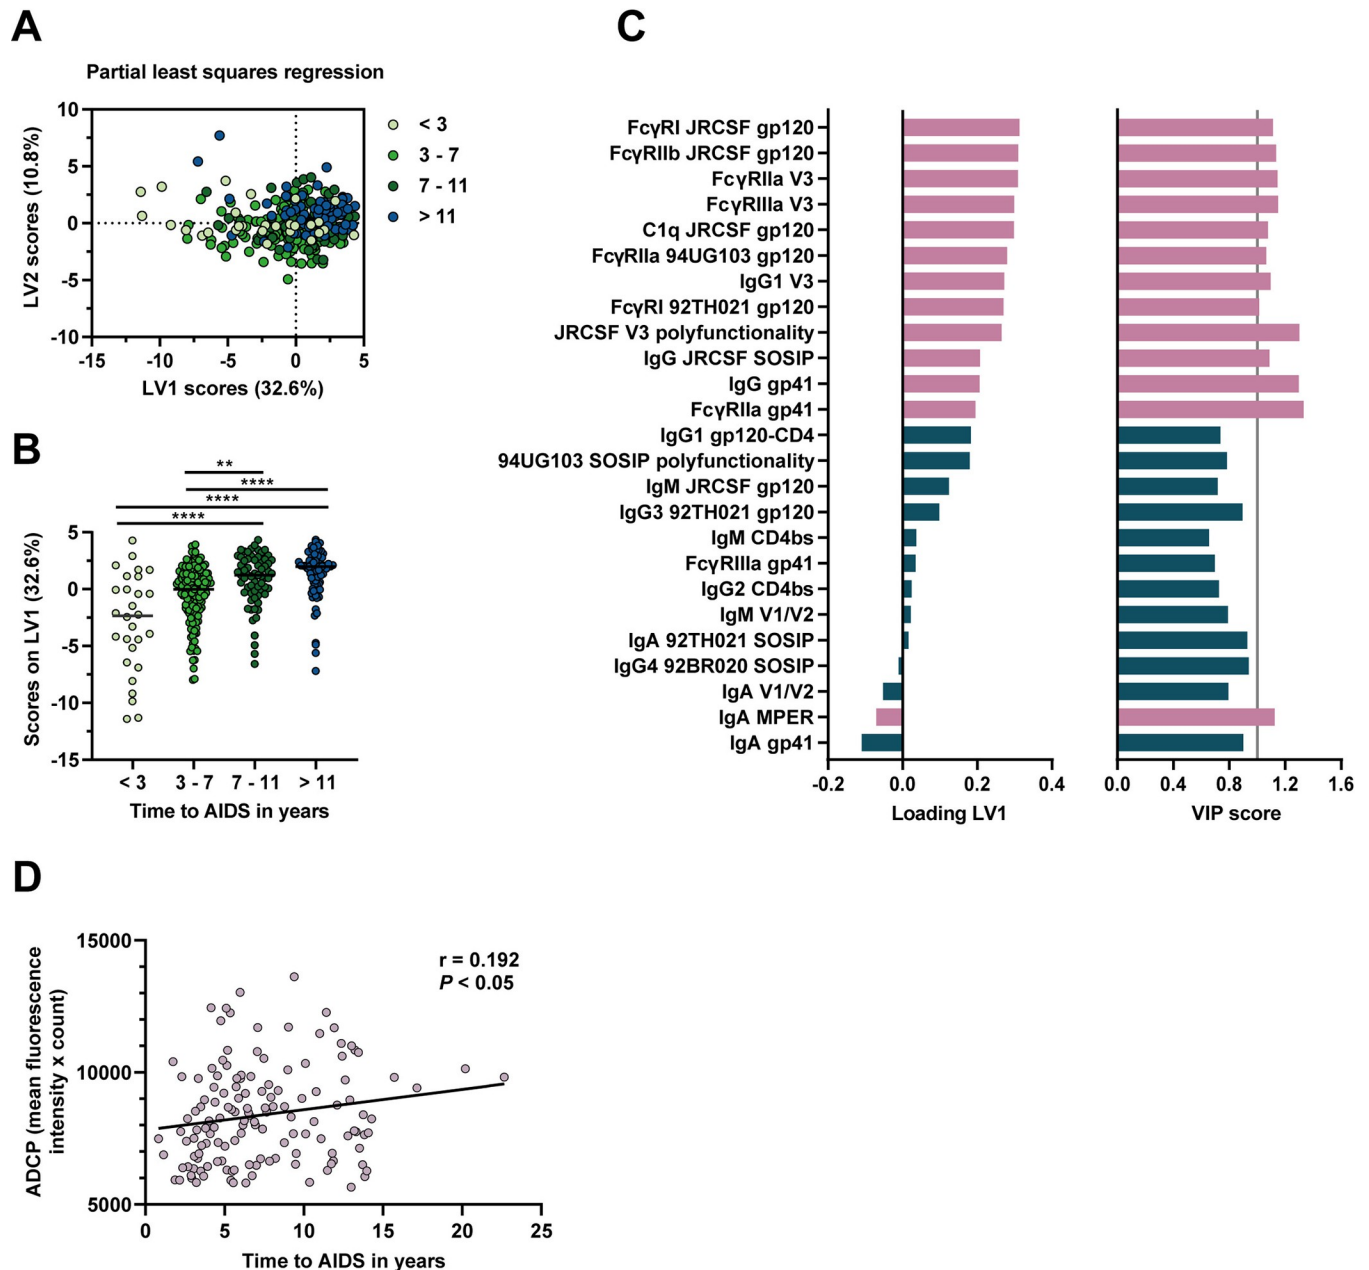 A
Partial least squares regression
10
5
0
-5
-10
LV2 scores (10.8%)
-15
-10
-5
0
5
LV1 scores (32.6%)
< 3
3 - 7
7 - 11
> 11
B
**
****
****
****
5
0
-5
-10
-15
Scores on LV1 (32.6%)
< 3
3 - 7
7 - 11
> 11
Time to AIDS in years
C
FcγRI JRCSF gp120
FcγRIIb JRCSF gp120
FcγRIIa V3
FcγRIIIa V3
C1q JRCSF gp120
FcγRIIa 94UG103 gp120
IgG1 V3
FcγRI 92TH021 gp120
JRCSF V3 polyfunctionality
IgG JRCSF SOSIP
IgG gp41
FcγRIIa gp41
IgG1 gp120-CD4
94UG103 SOSIP polyfunctionality
IgM JRCSF gp120
IgG3 92TH021 gp120
IgM CD4bs
FcγRIIIa gp41
IgG2 CD4bs
IgM V1/V2
IgA 92TH021 SOSIP
IgG4 92BR020 SOSIP
IgA V1/V2
IgA MPER
IgA gp41
-0.2
0.0
0.2
0.4
Loading LV1
0.0
0.4
0.8
1.2
1.6
VIP score
D
15000
10000
5000
ADCP (mean fluorescence
intensity x count)
r = 0.192
P < 0.05
0
5
10
15
20
25
Time to AIDS in years